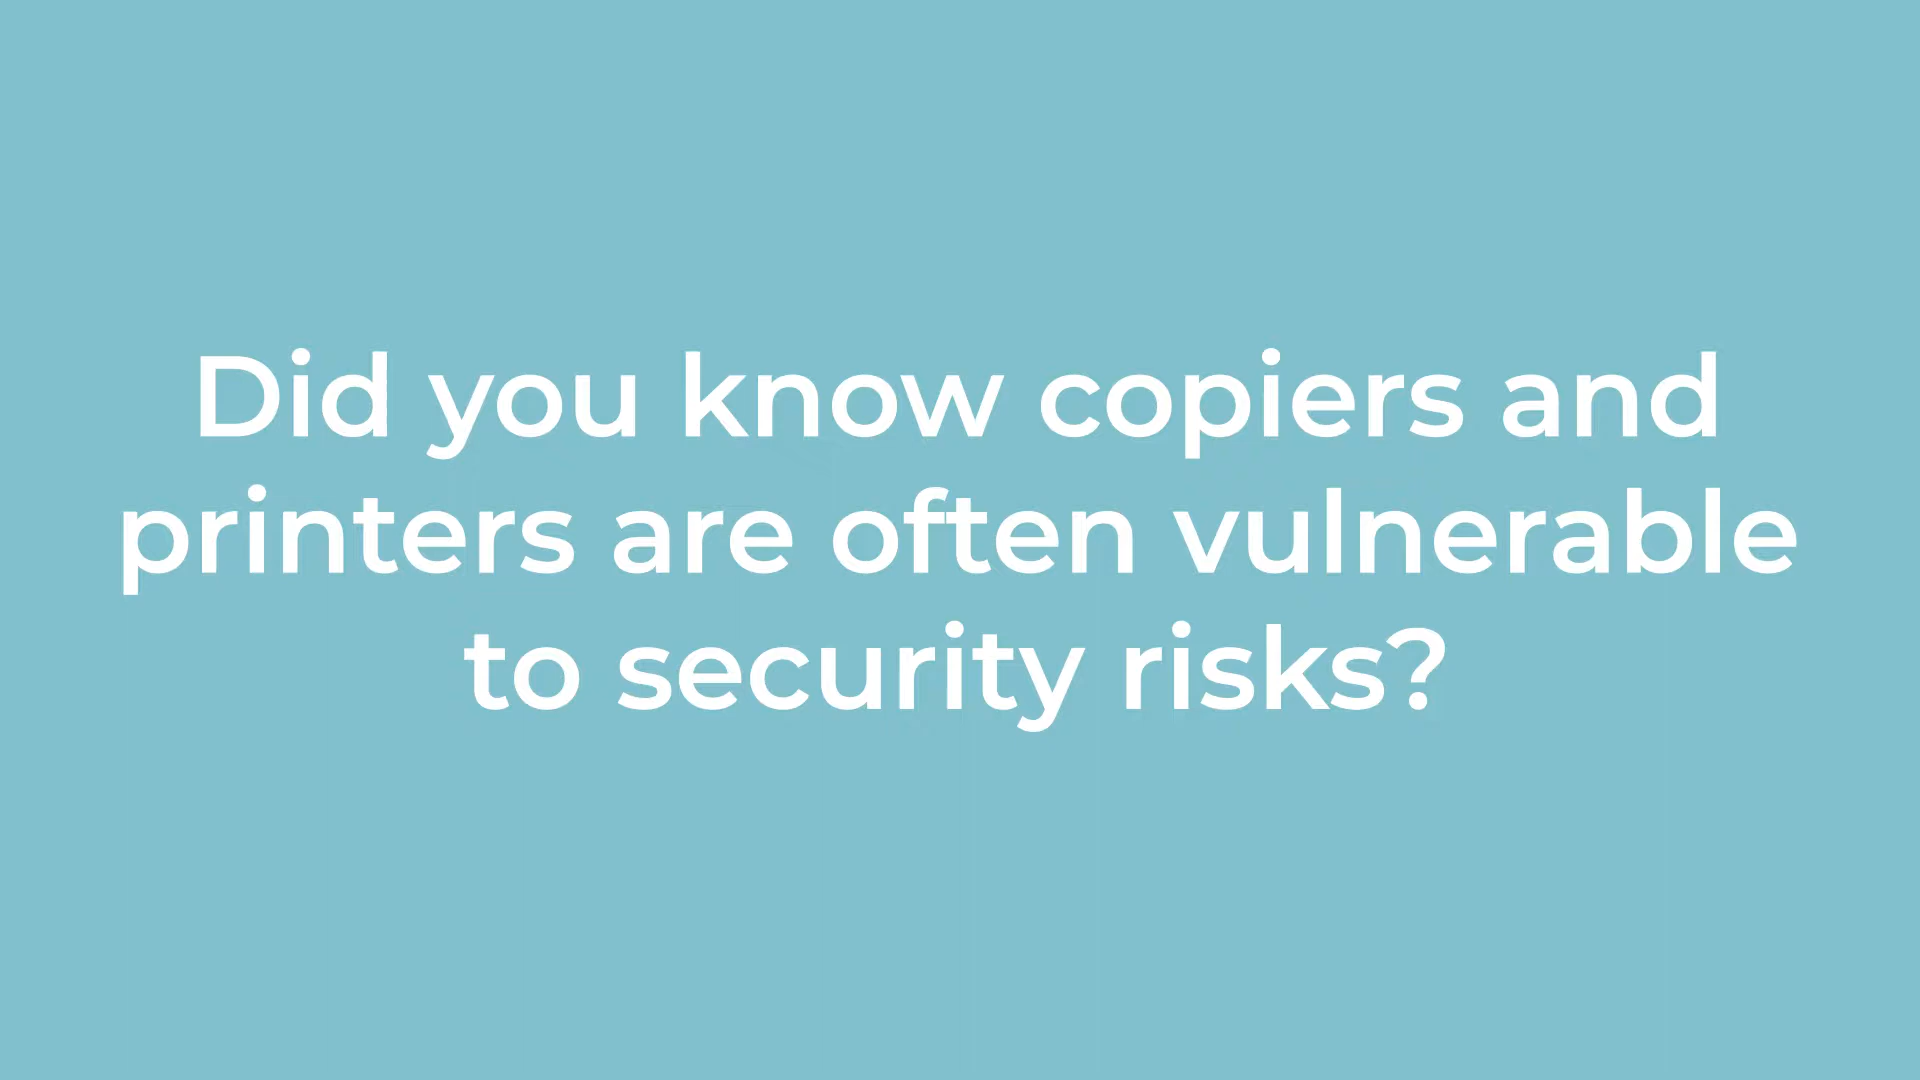 Did you know copiers and
printers are often vulnerable
to security risks?